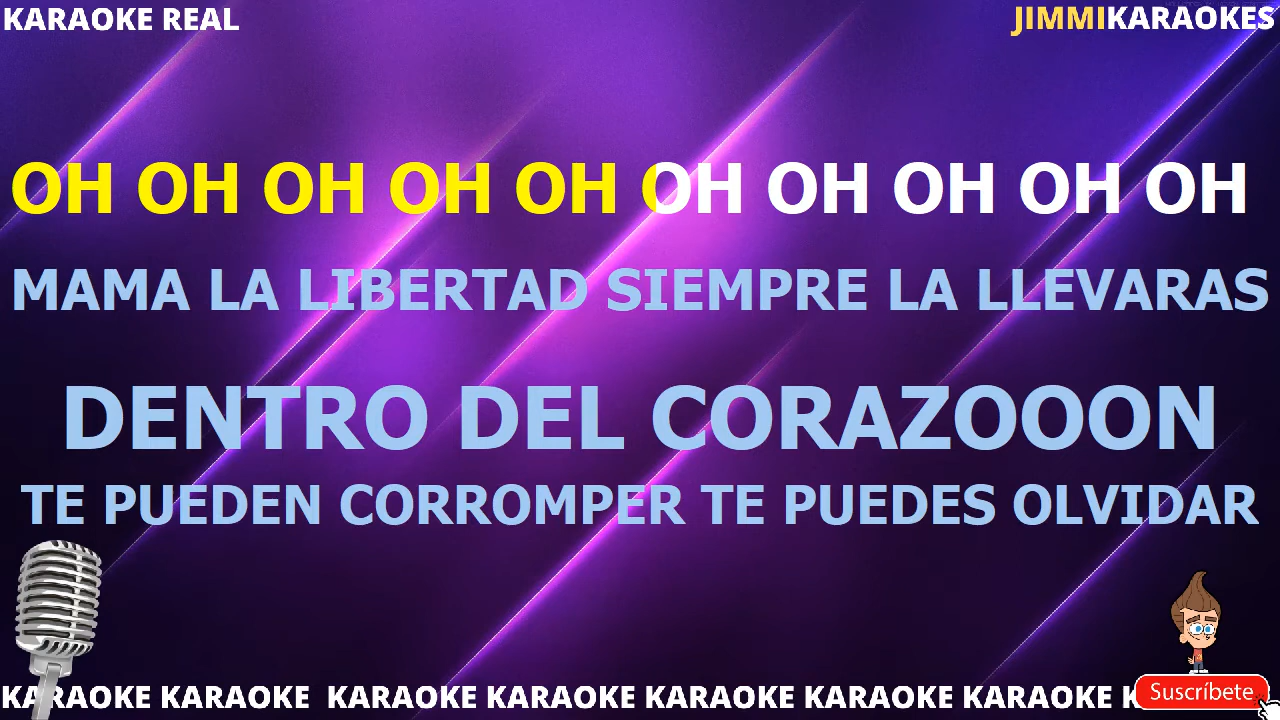 KARAOKE REAL
JIMMIKARAOKES
OH OH OH OH OH OH OH OH OH OH
MAMA LA LIBERTAD SIEMPRE LA LLEVARAS
DENTRO DEL CORAZOOON
TE PUEDEN CORROMPER TE PUEDES OLVIDAR
KARAOKE KARAOKE KARAOKE KARAOKE KARAOKE KARAOKE KARAOKE K
Suscríbete